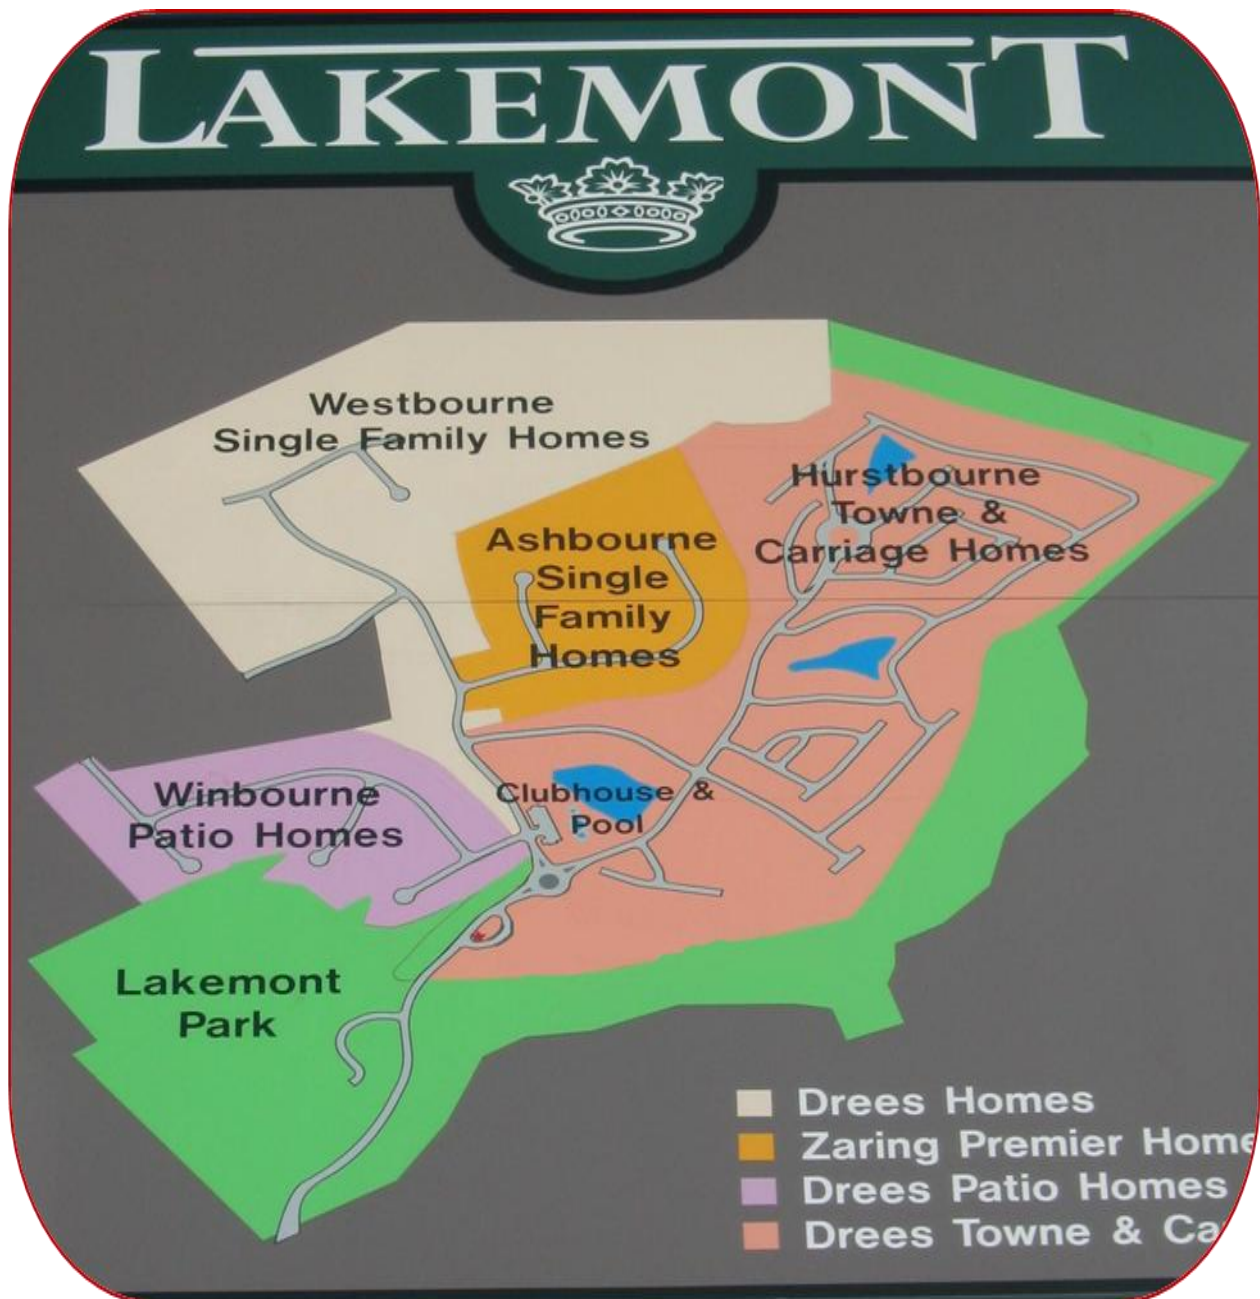 LAKEMONT
Westbourne
Single Family Homes
Hurstbourne
Towne &
Carriage Homes
Ashbourne
Single
Family
Homes
Clubhouse &
Pool
Winbourne
Patio Homes
Lakemont
Park
Drees Homes
Zaring Premier Home
Drees Patio Homes
Drees Towne & Ca